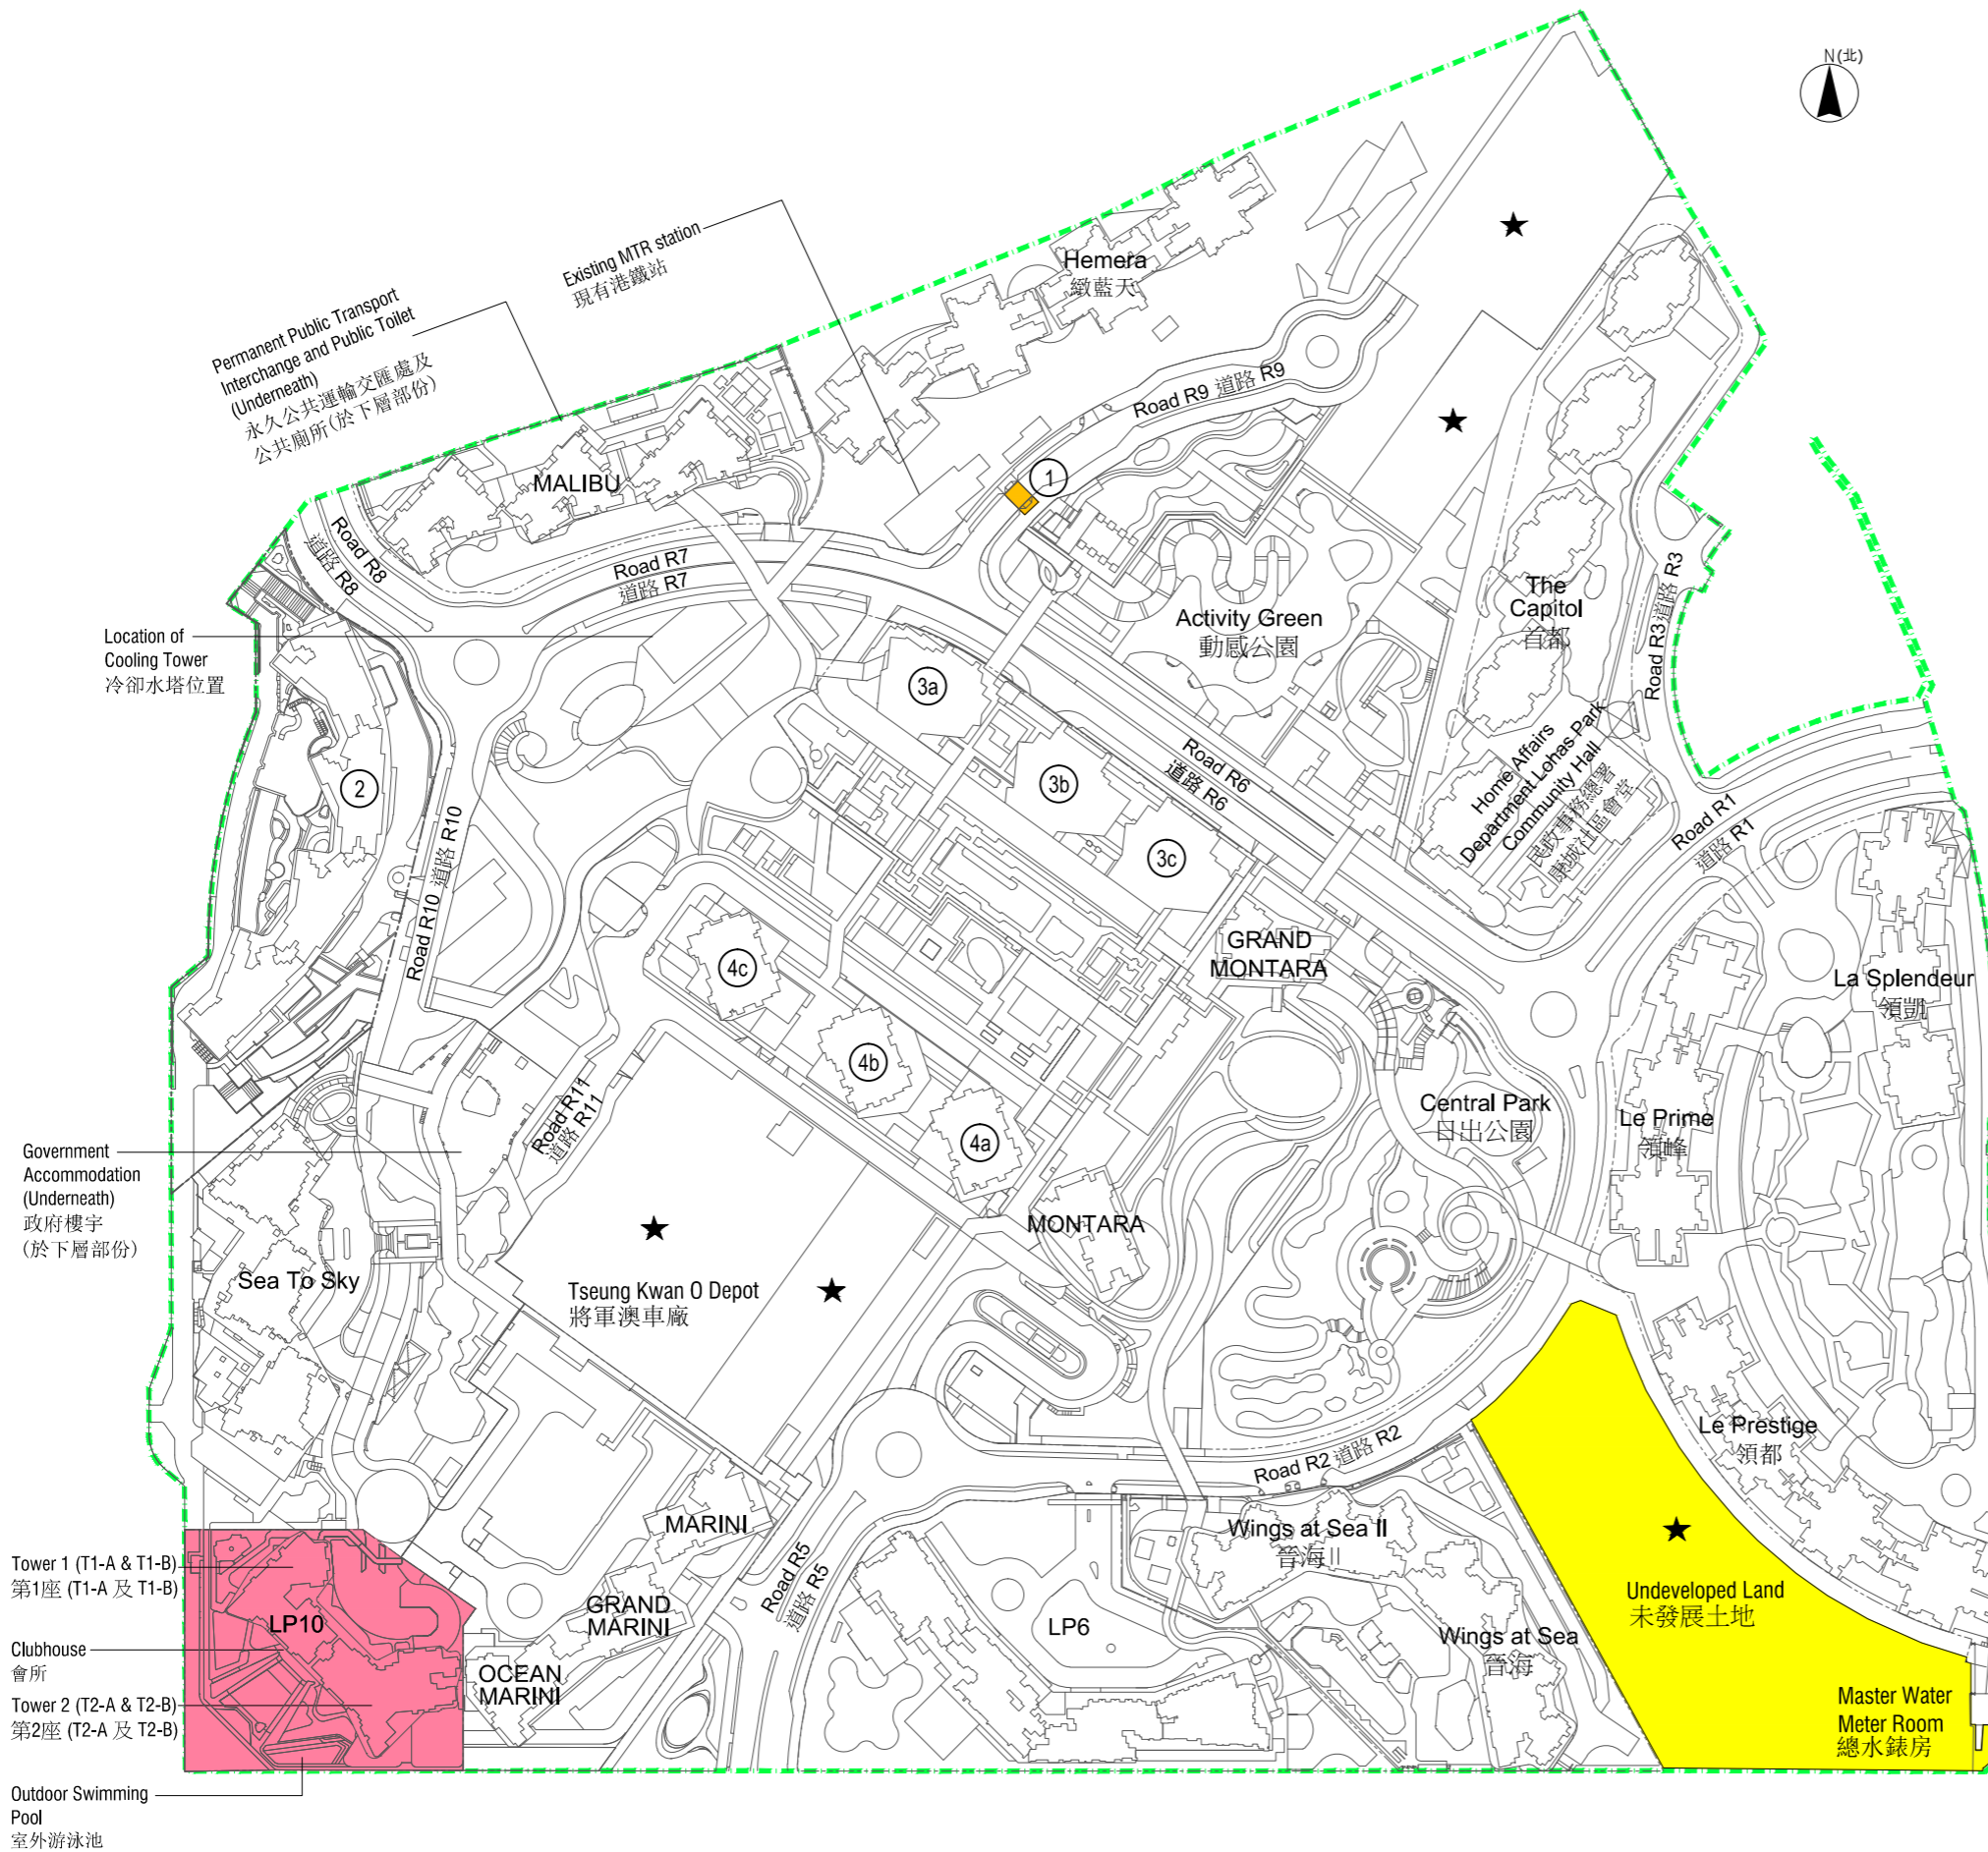 N(北)
Existing MTR station
現有港鐵站
Permanent Public Transport
Interchange and Public Toilet
(Underneath)
永久公共運輸交匯處及
公共廁所(於下層部份)
Hemera
緻藍天
Road R9 道路 R9
MALIBU
1
Road R8
道路 R8
Road R7
道路 R7
Location of
Cooling Tower
冷卻水塔位置
Activity Green
動感公園
The
Capitol
首都
Road R3 道路 R3
3a
3b
3c
2
Road R6
道路 R6
Home Affairs
Department Lohas Park
Community Hall
民政事務總署
康城社區會堂
Road R1
道路 R1
Road R10 道路 R10
GRAND
MONTARA
La Splendeur
領凱
4c
4b
4a
Road R11
道路 R11
Central Park
日出公園
Le Prime
領峰
Government
Accommodation
(Underneath)
政府樓宇
(於下層部份)
MONTARA
Sea To Sky
Tseung Kwan O Depot
將軍澳車廠
Le Prestige
領都
Road R2 道路 R2
MARINI
Wings at Sea II
晉海II
Road R5
道路 R5
Tower 1 (T1-A & T1-B)
第1座 (T1-A 及 T1-B)
LP10
GRAND
MARINI
LP6
Undeveloped Land
未發展土地
Wings at Sea
晉海
Clubhouse
會所
OCEAN
MARINI
Tower 2 (T2-A & T2-B)
第2座 (T2-A 及 T2-B)
Master Water
Meter Room
總水錶房
Outdoor Swimming
Pool
室外游泳池